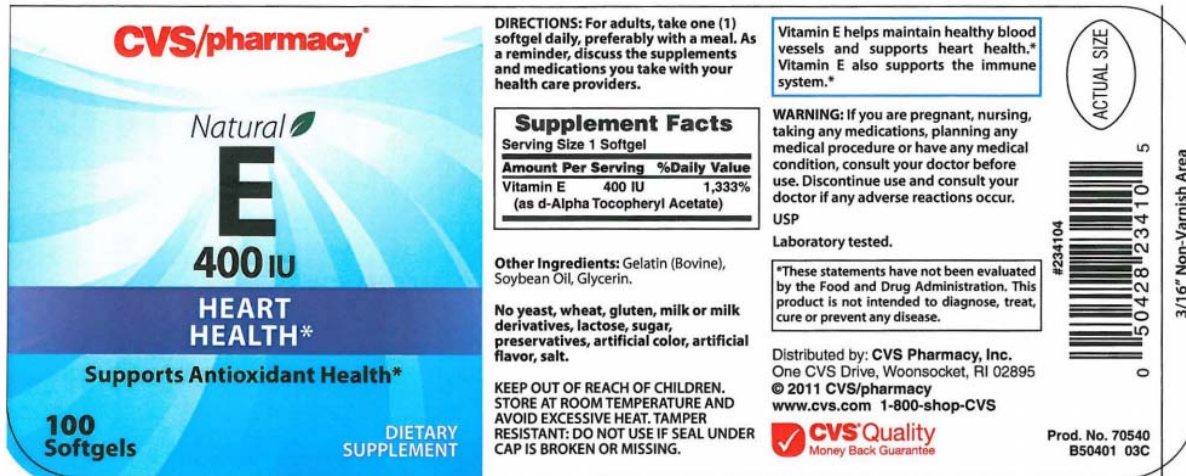 CVS/pharmacy
Natural
E
400 IU
HEART
HEALTH*
Supports Antioxidant Health*
100
Softgels
DIETARY
SUPPLEMENT
DIRECTIONS: For adults, take one (1)
softgel daily, preferably with a meal. As
a reminder, discuss the supplements
and medications you take with your
health care providers.
Supplement Facts
Serving Size 1 Softgel
Amount Per Serving %Daily Value
Vitamin E 400 IU 1,333%
(as d-Alpha Tocopheryl Acetate)
Other Ingredients: Gelatin (Bovine),
Soybean Oil, Glycerin.
No yeast, wheat, gluten, milk or milk
derivatives, lactose, sugar,
preservatives, artificial color, artificial
flavor, salt.
KEEP OUT OF REACH OF CHILDREN.
STORE AT ROOM TEMPERATURE AND
AVOID EXCESSIVE HEAT. TAMPER
RESISTANT: DO NOT USE IF SEAL UNDER
CAP IS BROKEN OR MISSING.
Vitamin E helps maintain healthy blood
vessels and supports heart health.*
Vitamin E also supports the immune
system.*
WARNING: If you are pregnant, nursing,
taking any medications, planning any
medical procedure or have any medical
condition, consult your doctor before
use. Discontinue use and consult your
doctor if any adverse reactions occur.
USP
Laboratory tested.
*These statements have not been evaluated
by the Food and Drug Administration. This
product is not intended to diagnose, treat,
cure or prevent any disease.
Distributed by: CVS Pharmacy, Inc.
One CVS Drive, Woonsocket, RI 02895
© 2011 CVS/pharmacy
www.cvs.com 1-800-shop-CVS
CVS Quality
Money Back Guarantee
ACTUAL SIZE
#234104
0 50428 23410 5
Prod. No. 70540
B50401 03C
3/16" Non-Varnish Area